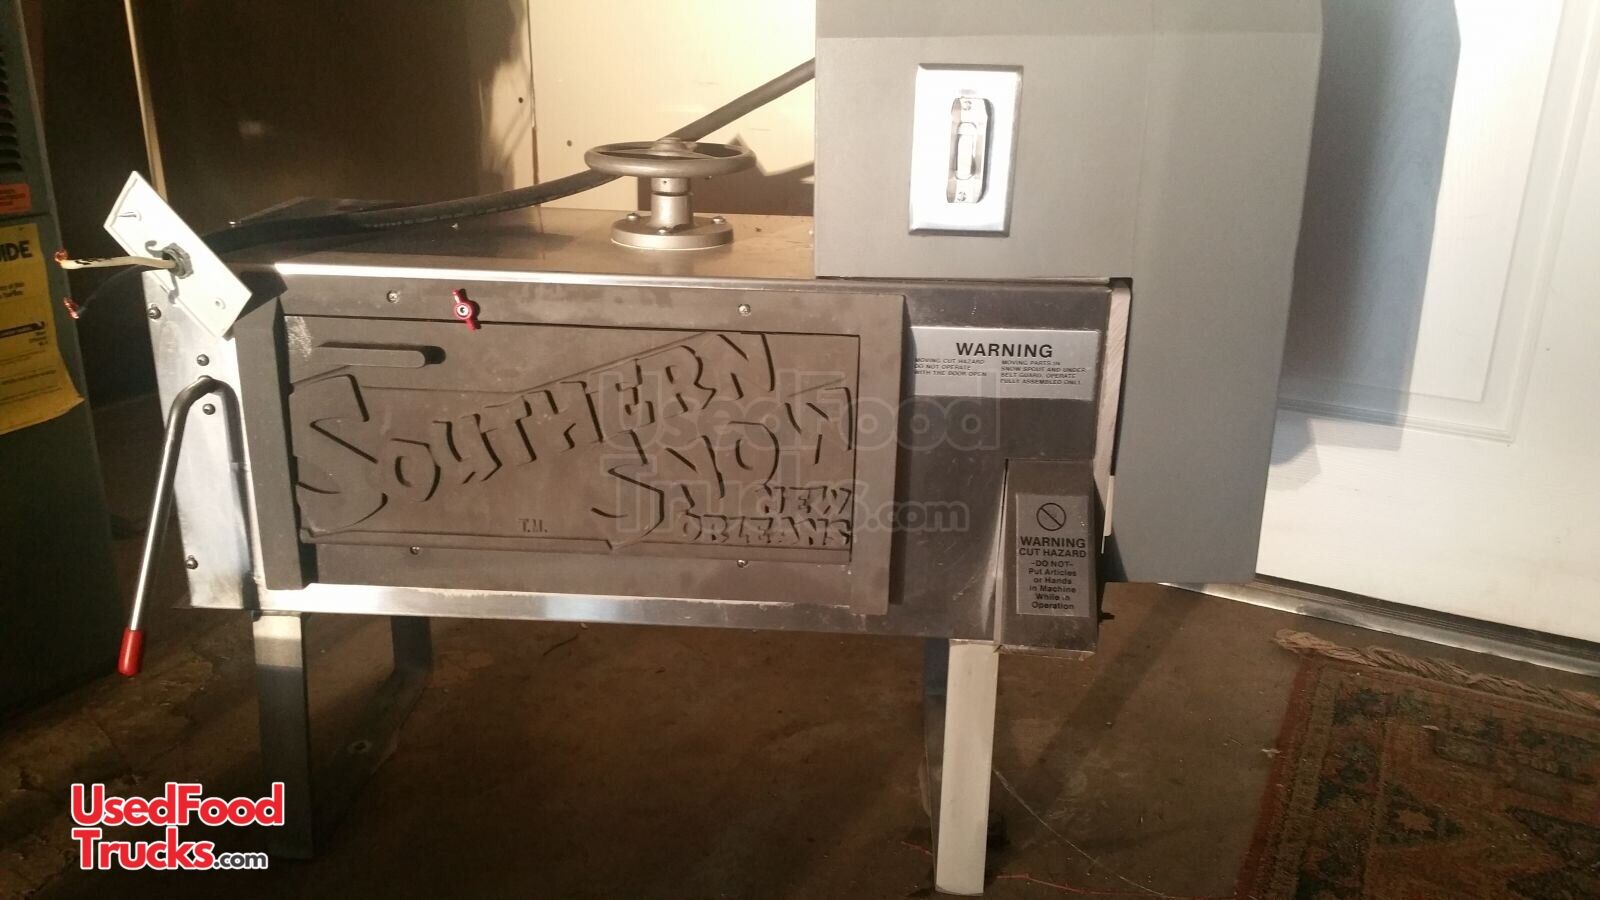 IDE
SOUTHERN
SNOW
NEW
ORLEANS
T.M.
WARNING
MOVING CUT HAZARD
DO NOT OPERATE
WITH THE DOOR OPEN
MOVING PARTS IN
SNOW SPOUT AND UNDER
BELT GUARD. OPERATE
FULLY ASSEMBLED ONLY.
WARNING
CUT HAZARD
-DO NOT-
Put Articles
or Hands
in Machine
While in
Operation
UsedFood
Trucks.com
UsedFood
Trucks.com